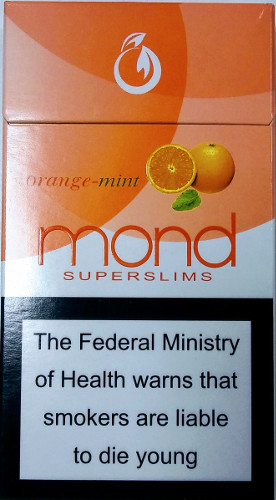 orange-mint
mond
SUPERSLIMS
The Federal Ministry
of Health warns that
smokers are liable
to die young